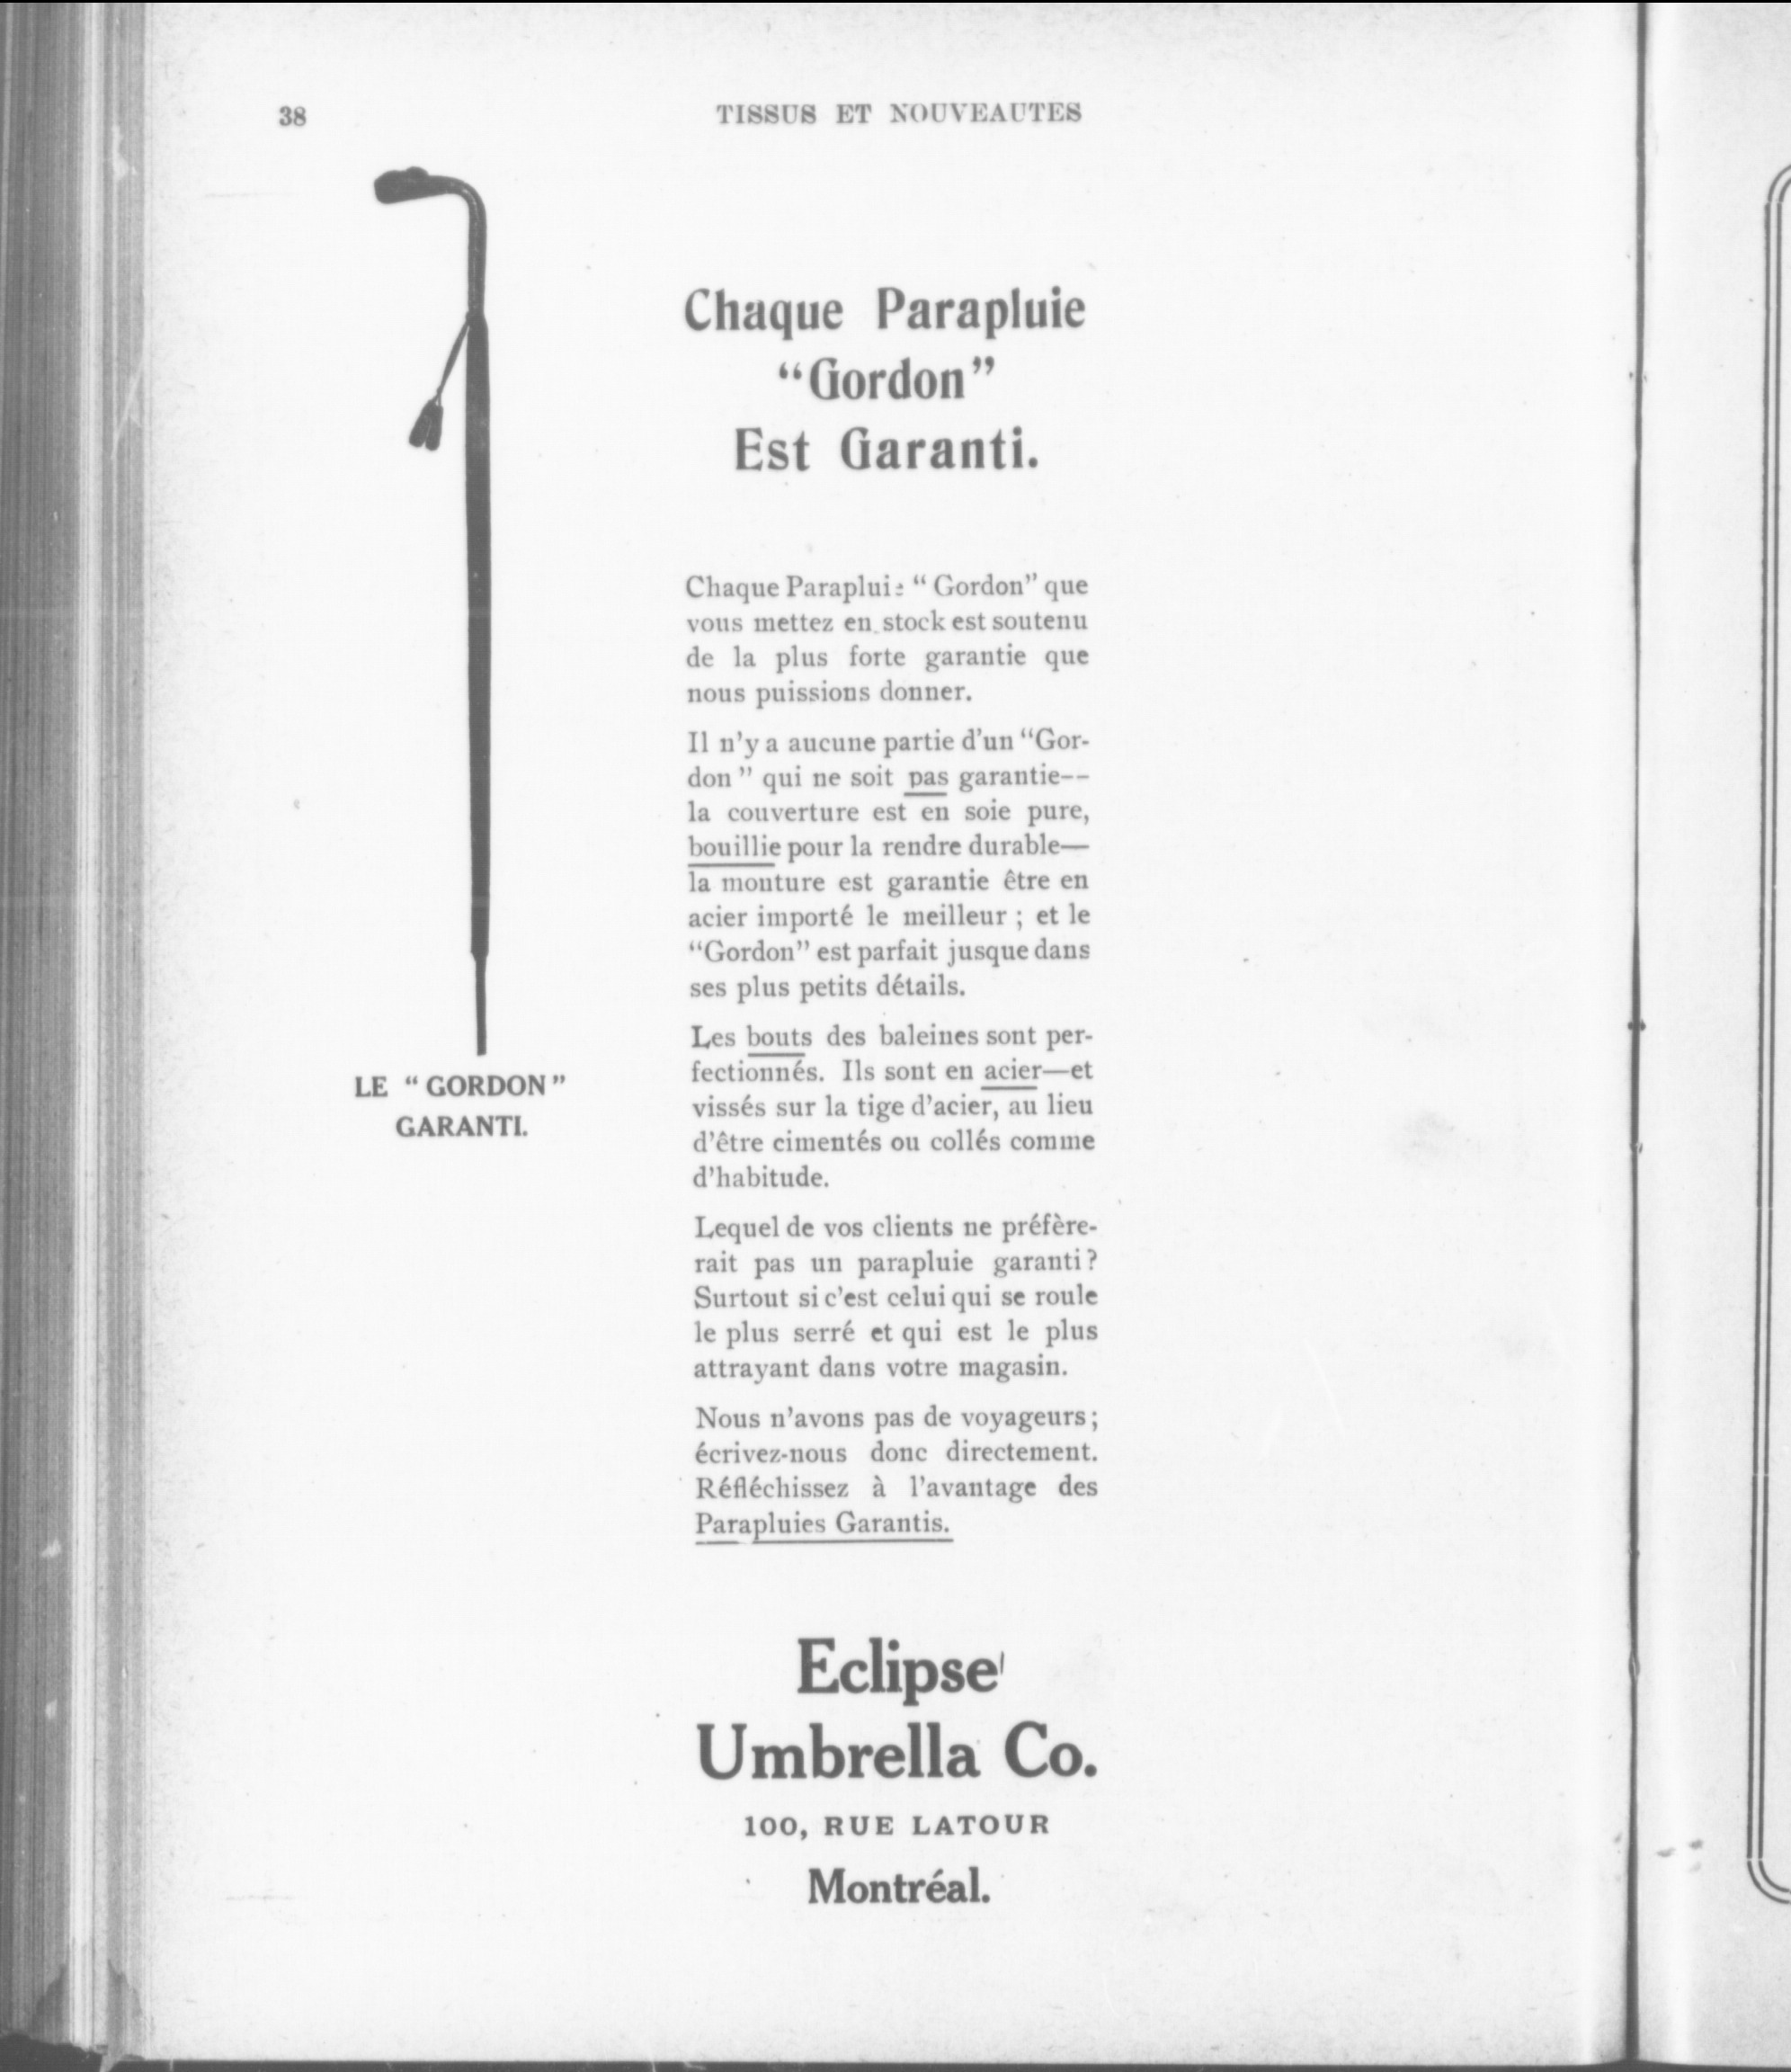 38
TISSUS ET NOUVEAUTES
Chaque Parapluie
“Gordon”
Est Garanti.
Chaque Parapluie “ Gordon” que
vous mettez en stock est soutenu
de la plus forte garantie que
nous puissions donner.
Il n’y a aucune partie d’un “Gor-
don ” qui ne soit pas garantie--
la couverture est en soie pure,
bouillie pour la rendre durable—
la monture est garantie être en
acier importé le meilleur ; et le
“Gordon” est parfait jusque dans
ses plus petits détails.
Les bouts des baleines sont per-
fectionnés. Ils sont en acier—et
vissés sur la tige d’acier, au lieu
d’être cimentés ou collés comme
d’habitude.
Lequel de vos clients ne préfère-
rait pas un parapluie garanti ?
Surtout si c’est celui qui se roule
le plus serré et qui est le plus
attrayant dans votre magasin.
Nous n’avons pas de voyageurs ;
écrivez-nous donc directement.
Réfléchissez à l’avantage des
Parapluies Garantis.
LE “ GORDON ”
GARANTI.
Eclipse
Umbrella Co.
100, RUE LATOUR
Montréal.